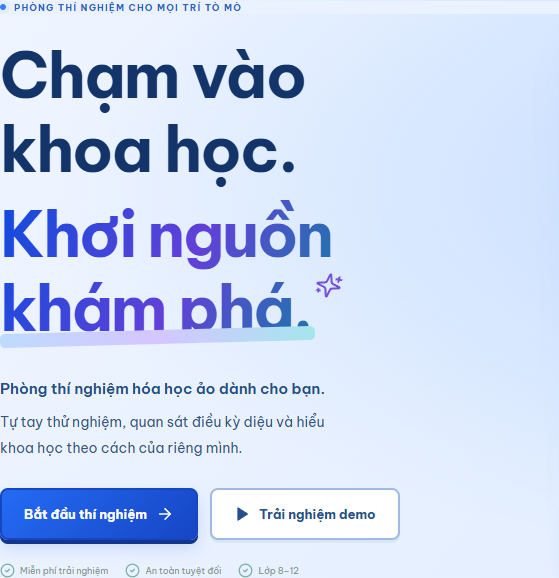 PHÒNG THÍ NGHIỆM CHO MỌI TRÍ TÒ MÒ
Chạm vào
khoa học.
Khơi nguồn
khám phá.
Phòng thí nghiệm hóa học ảo dành cho bạn.
Tự tay thử nghiệm, quan sát điều kỳ diệu và hiểu
khoa học theo cách của riêng mình.
Bắt đầu thí nghiệm
Trải nghiệm demo
Miễn phí trải nghiệm
An toàn tuyệt đối
Lớp 8–12